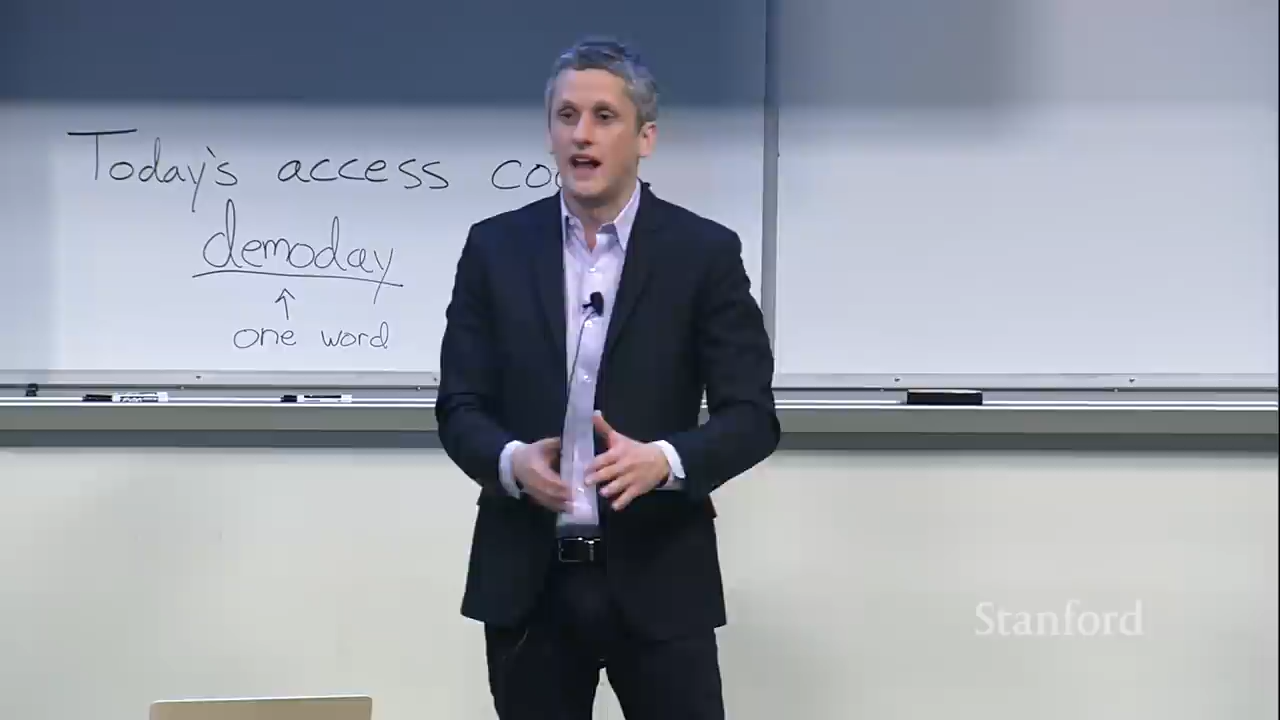 Today's access
demoday
↑
one word
Stanford